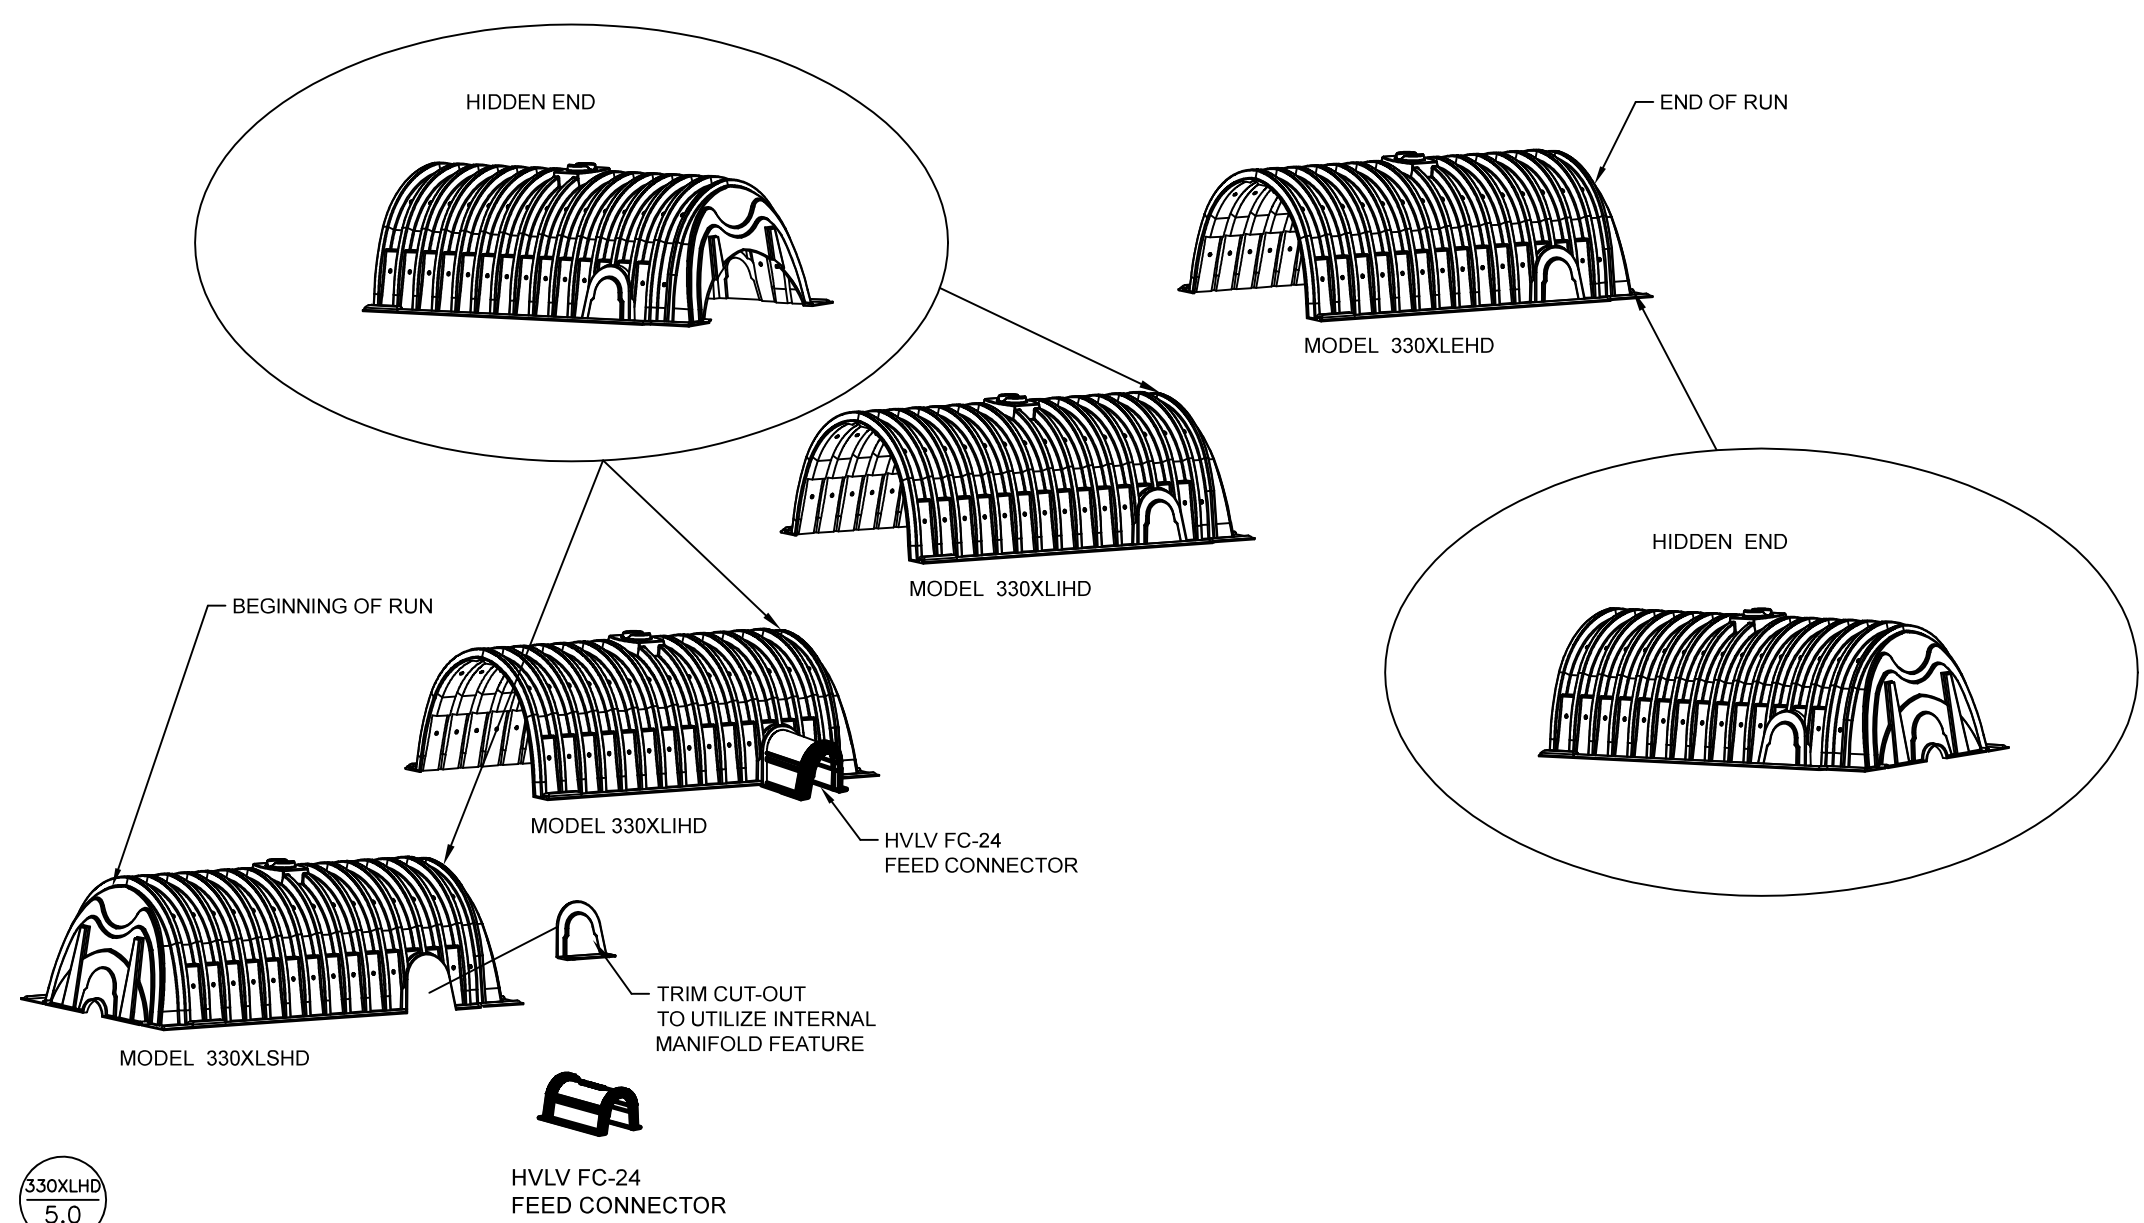 HIDDEN END
END OF RUN
MODEL 330XLEHD
HIDDEN END
MODEL 330XLIHD
BEGINNING OF RUN
MODEL 330XLIHD
HVLV FC-24
FEED CONNECTOR
TRIM CUT-OUT
TO UTILIZE INTERNAL
MANIFOLD FEATURE
MODEL 330XLSHD
HVLV FC-24
FEED CONNECTOR
330XLHD
5.0